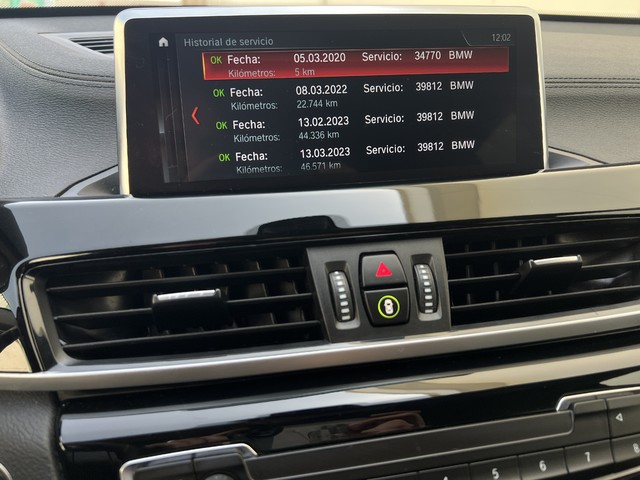 Historial de servicio 12:02
OK Fecha: 05.03.2020 Servicio: 34770 BMW
Kilómetros: 5 km
OK Fecha: 08.03.2022 Servicio: 39812 BMW
Kilómetros: 22.744 km
OK Fecha: 13.02.2023 Servicio: 39812 BMW
Kilómetros: 44.336 km
OK Fecha: 13.03.2023 Servicio: 39812 BMW
Kilómetros: 46.571 km
4 5 6 7 8